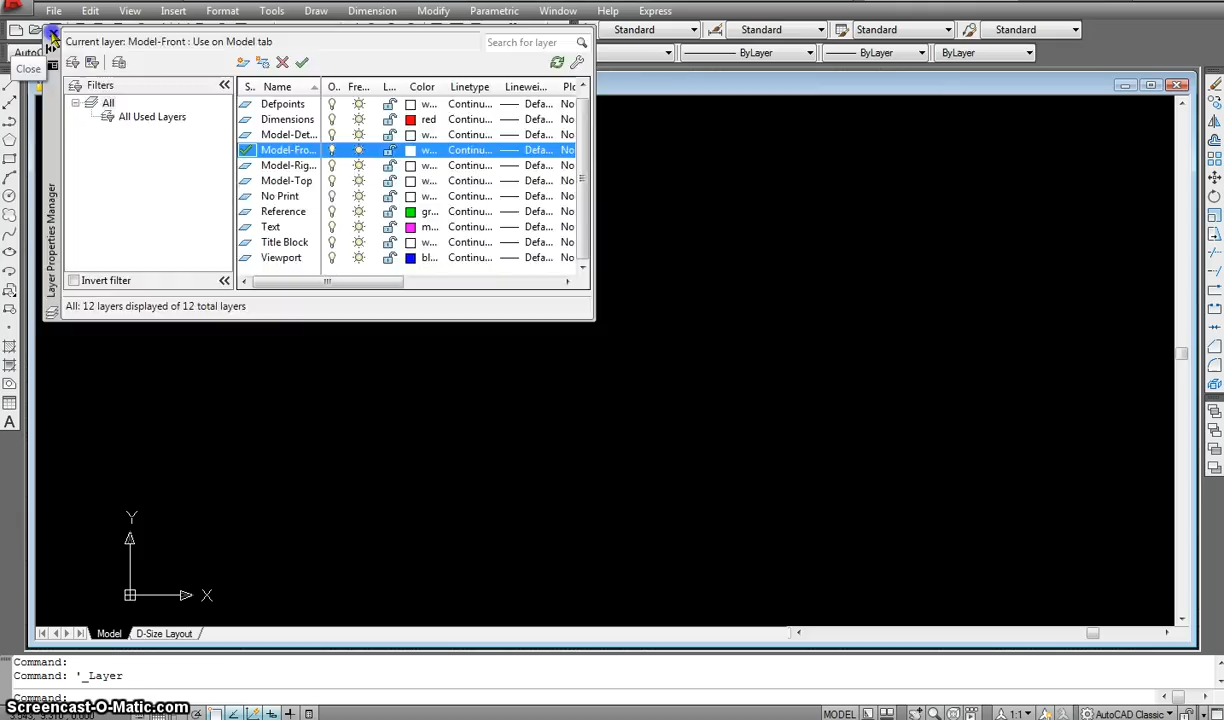 File Edit View Insert Format Tools Draw Dimension Modify Parametric Window Help Express
Standard Standard Standard Standard
Current layer: Model-Front : Use on Model tab
Search for layer
ByLayer ByLayer ByLayer
Close
Filters
S.. Name O.. Fre... L... Color Linetype Linewei... Plo
All
All Used Layers
Defpoints w... Continu... Defa... No
Dimensions red Continu... Defa... No
Model-Det... w... Continu... Defa... No
Model-Fro... w... Continu... Defa... No
Model-Rig... w... Continu... Defa... No
Model-Top w... Continu... Defa... No
No Print w... Continu... Defa... No
Reference gr... Continu... Defa... No
Text m... Continu... Defa... No
Title Block w... Continu... Defa... No
Viewport bl... Continu... Defa... No
Invert filter
All: 12 layers displayed of 12 total layers
Layer Properties Manager
Y
X
Model D-Size Layout
Command:
Command: '_Layer
Command:
Screencast-O-Matic.com
MODEL 1:1 AutoCAD Classic